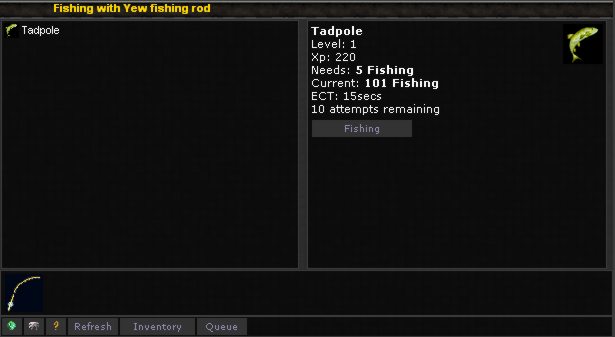 Fishing with Yew fishing rod
Tadpole
Tadpole
Level: 1
Xp: 220
Needs: 5 Fishing
Current: 101 Fishing
ECT: 15secs
10 attempts remaining
Fishing
? Refresh Inventory Queue